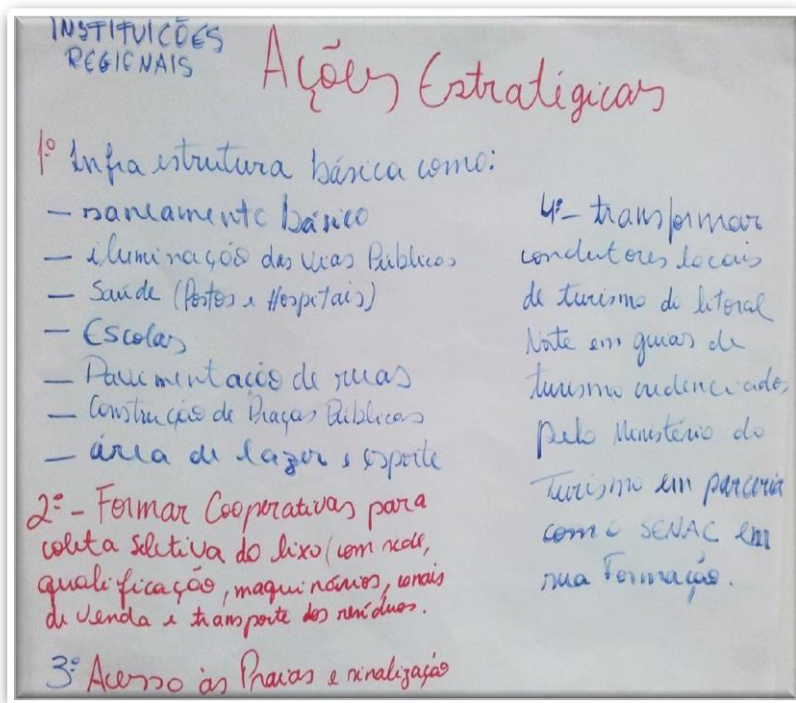 INSTITUICÕES
REGIONAIS
Ações Estratégicas
1º Infra estrutura básica como:
— saneamento básico
— iluminação das vias Públicas
— Saúde (Postos e Hospitais)
— Escolas
— Pavimentação de ruas
— Construção de Praças Públicas
— área de lazer e esporte
2º - Formar Cooperativas para
coleta seletiva do lixo (com sede,
qualificação, maquinários, canais
de venda e transporte dos resíduos.
3º Acesso às Praias e sinalização
4º - transformar
condutores locais
de turismo do litoral
Norte em guias de
turismo credenciados
pelo Ministério do
Turismo em parceria
com o SENAC em
sua Formação.